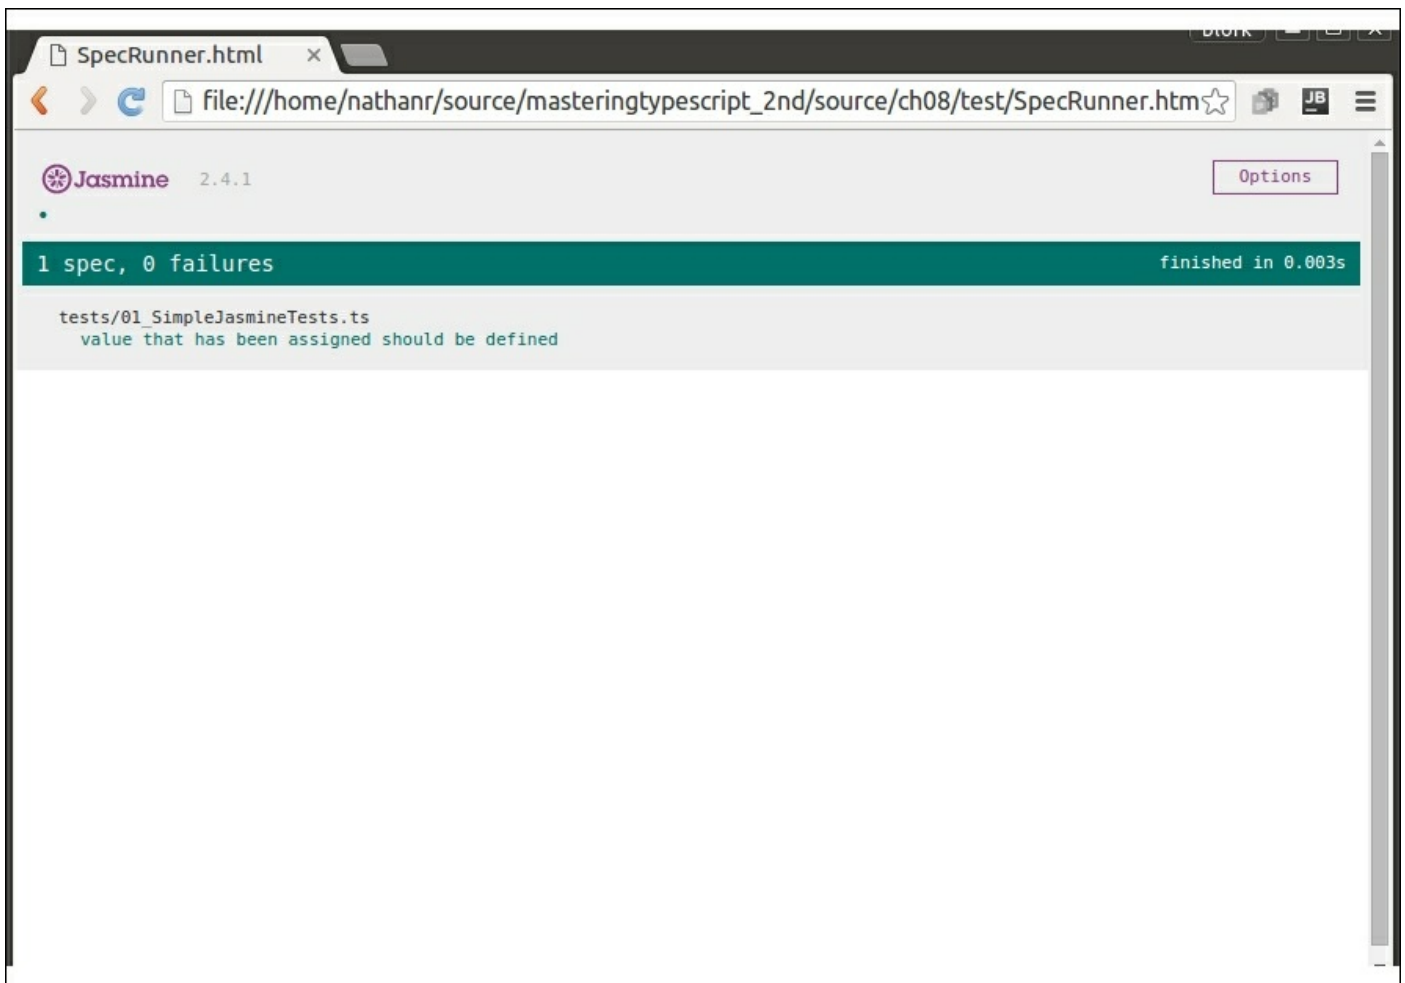 SpecRunner.html
file:///home/nathanr/source/masteringtypescript_2nd/source/ch08/test/SpecRunner.htm
JB
Jasmine 2.4.1
Options
1 spec, 0 failures
finished in 0.003s
tests/01_SimpleJasmineTests.ts
value that has been assigned should be defined